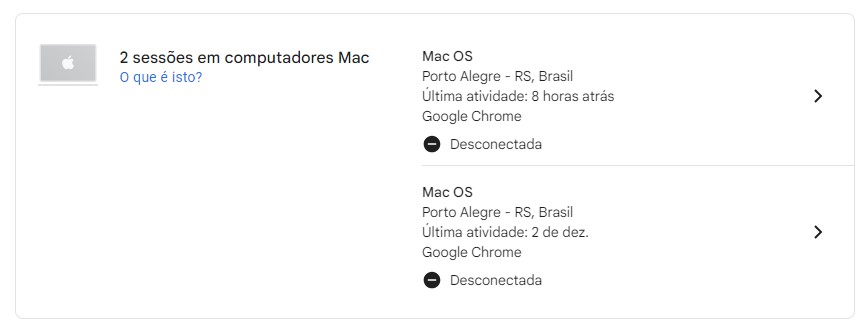 2 sessões em computadores Mac
O que é isto?
Mac OS
Porto Alegre - RS, Brasil
Última atividade: 8 horas atrás
Google Chrome
Desconectada
Mac OS
Porto Alegre - RS, Brasil
Última atividade: 2 de dez.
Google Chrome
Desconectada